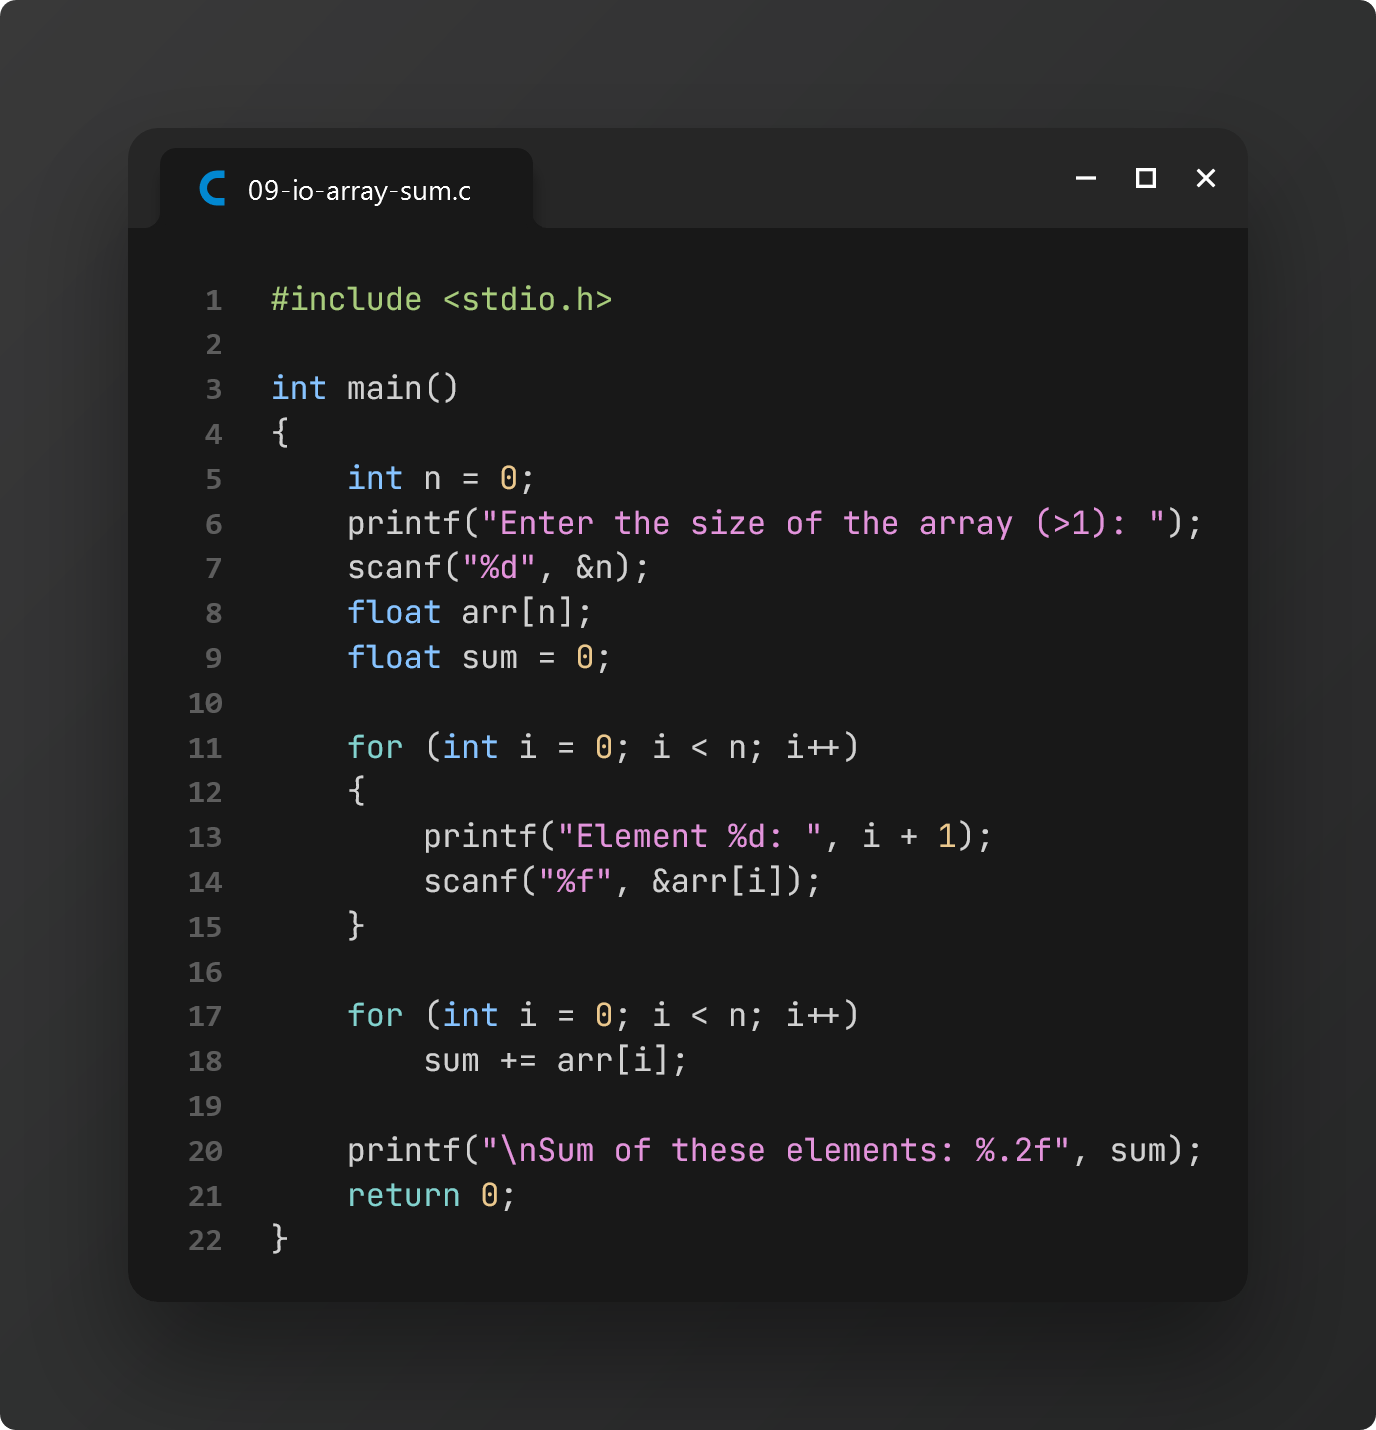 09-io-array-sum.c
1 #include <stdio.h>
2
3 int main()
4 {
5     int n = 0;
6     printf("Enter the size of the array (>1): ");
7     scanf("%d", &n);
8     float arr[n];
9     float sum = 0;
10
11     for (int i = 0; i < n; i++)
12     {
13         printf("Element %d: ", i + 1);
14         scanf("%f", &arr[i]);
15     }
16
17     for (int i = 0; i < n; i++)
18         sum += arr[i];
19
20     printf("\nSum of these elements: %.2f", sum);
21     return 0;
22 }